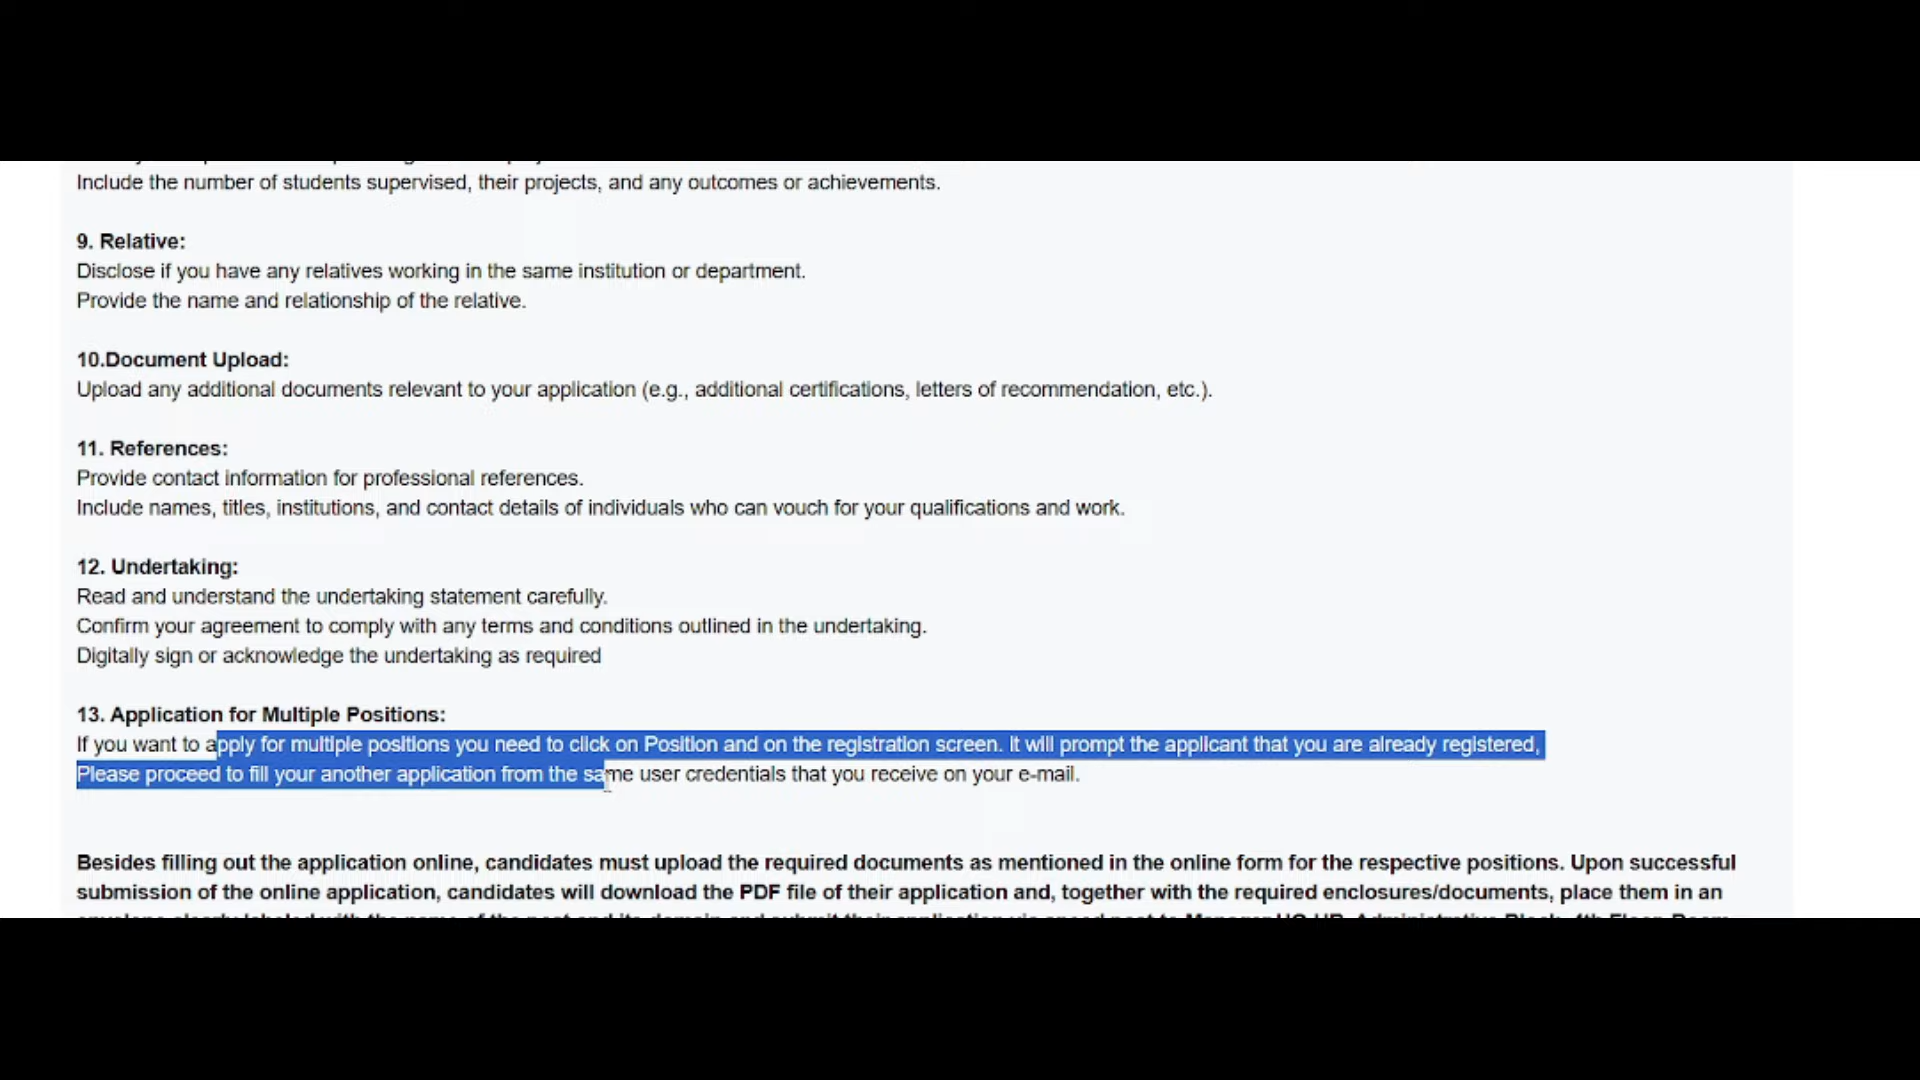 Include the number of students supervised, their projects, and any outcomes or achievements.
9. Relative:
Disclose if you have any relatives working in the same institution or department.
Provide the name and relationship of the relative.
10.Document Upload:
Upload any additional documents relevant to your application (e.g., additional certifications, letters of recommendation, etc.).
11. References:
Provide contact information for professional references.
Include names, titles, institutions, and contact details of individuals who can vouch for your qualifications and work.
12. Undertaking:
Read and understand the undertaking statement carefully.
Confirm your agreement to comply with any terms and conditions outlined in the undertaking.
Digitally sign or acknowledge the undertaking as required
13. Application for Multiple Positions:
If you want to apply for multiple positions you need to click on Position and on the registration screen. It will prompt the applicant that you are already registered,
Please proceed to fill your another application from the same user credentials that you receive on your e-mail.
Besides filling out the application online, candidates must upload the required documents as mentioned in the online form for the respective positions. Upon successful
submission of the online application, candidates will download the PDF file of their application and, together with the required enclosures/documents, place them in an